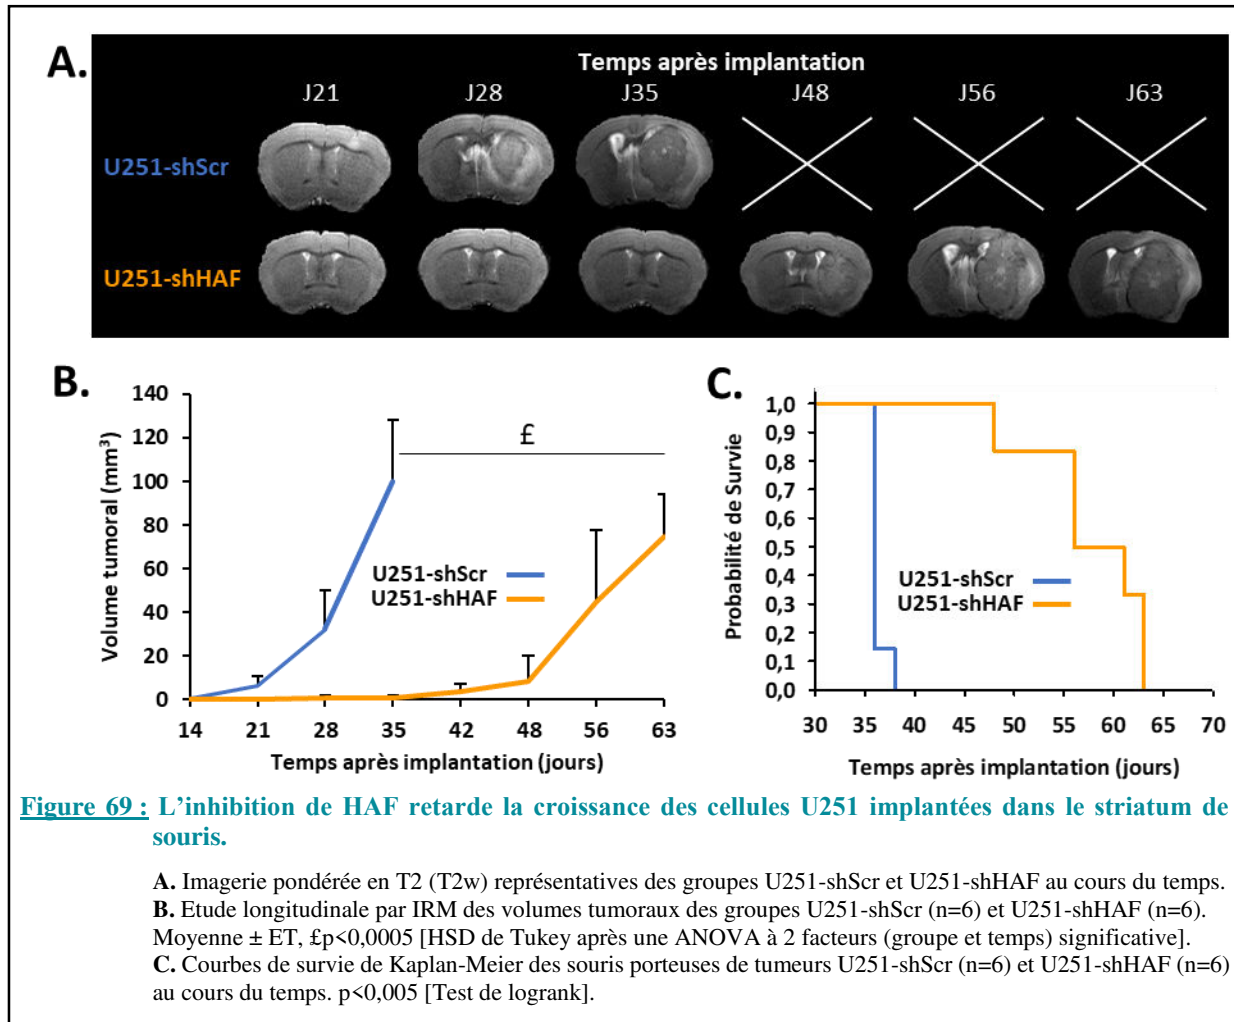 A.
Temps après implantation
J21 J28 J35 J48 J56 J63
U251-shScr
U251-shHAF
B.
140
120
100
80
60
40
20
0
Volume tumoral (mm³)
£
U251-shScr
U251-shHAF
14 21 28 35 42 48 56 63
Temps après implantation (jours)
C.
1,0
0,9
0,8
0,7
0,6
0,5
0,4
0,3
0,2
0,1
0,0
Probabilité de Survie
U251-shScr
U251-shHAF
30 35 40 45 50 55 60 65 70
Temps après implantation (jours)
Figure 69 : L’inhibition de HAF retarde la croissance des cellules U251 implantées dans le striatum de
souris.
A. Imagerie pondérée en T2 (T2w) représentatives des groupes U251-shScr et U251-shHAF au cours du temps.
B. Etude longitudinale par IRM des volumes tumoraux des groupes U251-shScr (n=6) et U251-shHAF (n=6).
Moyenne ± ET, £p<0,0005 [HSD de Tukey après une ANOVA à 2 facteurs (groupe et temps) significative].
C. Courbes de survie de Kaplan-Meier des souris porteuses de tumeurs U251-shScr (n=6) et U251-shHAF (n=6)
au cours du temps. p<0,005 [Test de logrank].